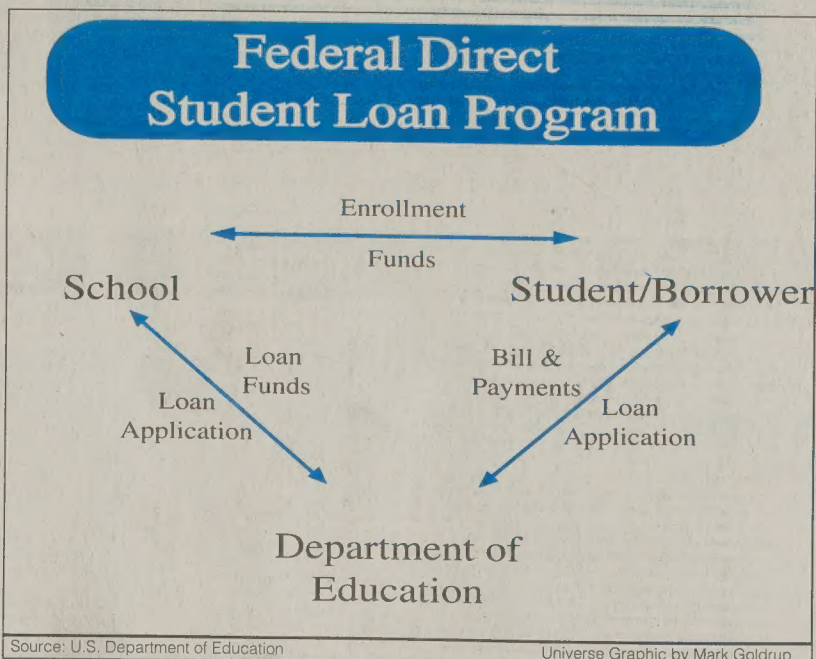 Federal Direct
Student Loan Program
Enrollment
Funds
School
Student/Borrower
Loan
Funds
Loan
Application
Bill &
Payments
Loan
Application
Department of
Education
Source: U.S. Department of Education
Universe Graphic by Mark Goldrup